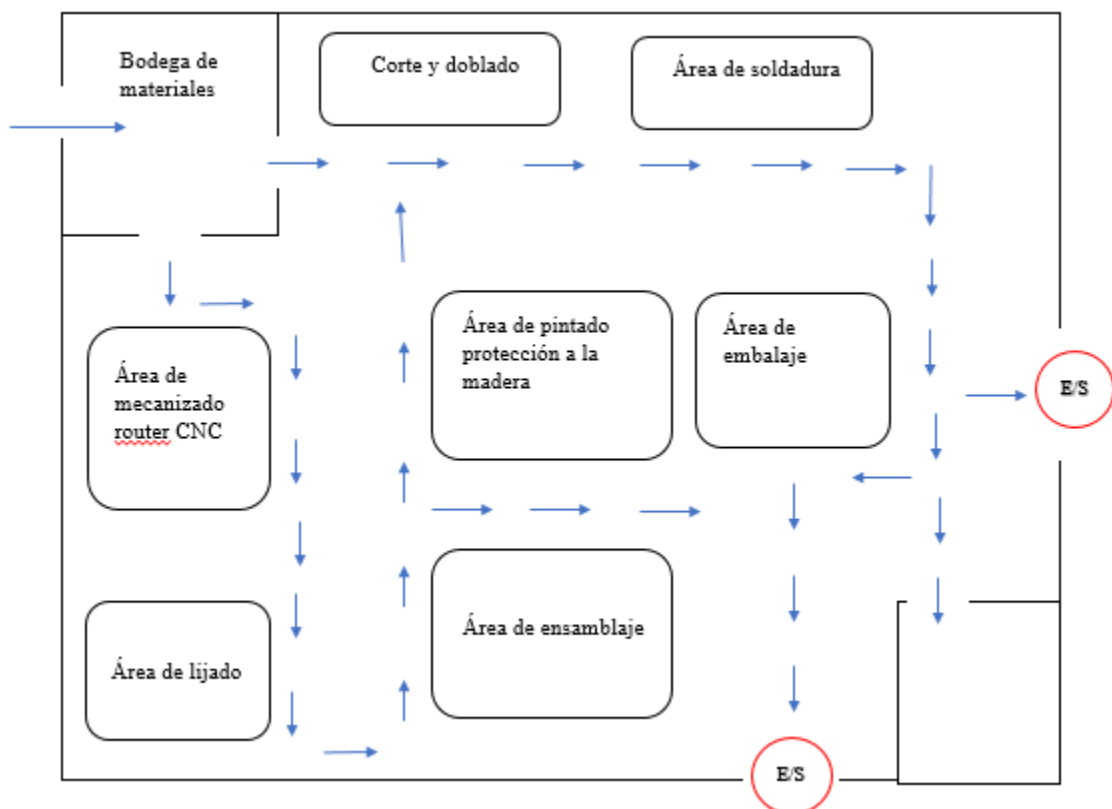 Bodega de
materiales
Corte y doblado
Área de soldadura
Área de pintado
protección a la
madera
Área de
embalaje
Área de
mecanizado
router CNC
E/S
Área de ensamblaje
Área de lijado
E/S